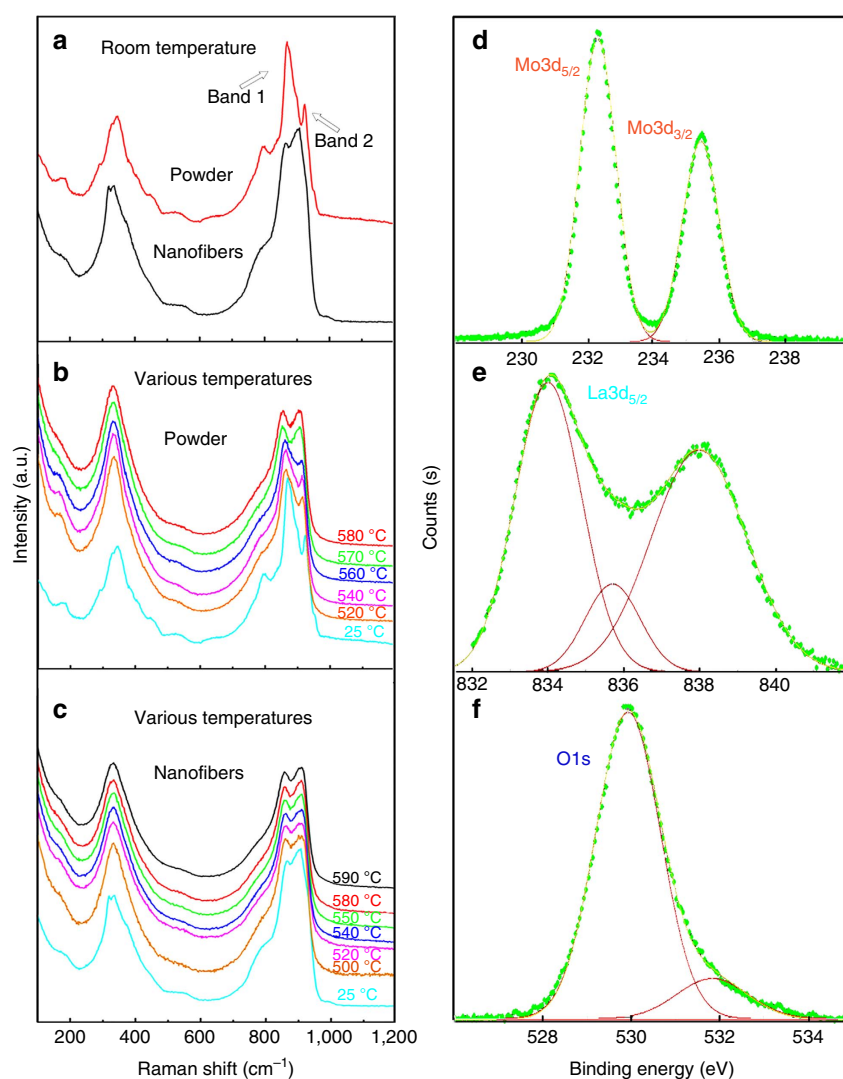 a
Room temperature
Band 1
Band 2
Powder
Nanofibers
b
Various temperatures
Powder
580 °C
570 °C
560 °C
540 °C
520 °C
25 °C
c
Various temperatures
Nanofibers
590 °C
580 °C
550 °C
540 °C
520 °C
500 °C
25 °C
200 400 600 800 1,000 1,200
Raman shift (cm–1)
Intensity (a.u.)
d
Mo3d5/2
Mo3d3/2
230 232 234 236 238
e
La3d5/2
832 834 836 838 840
f
O1s
528 530 532 534
Binding energy (eV)
Counts (s)